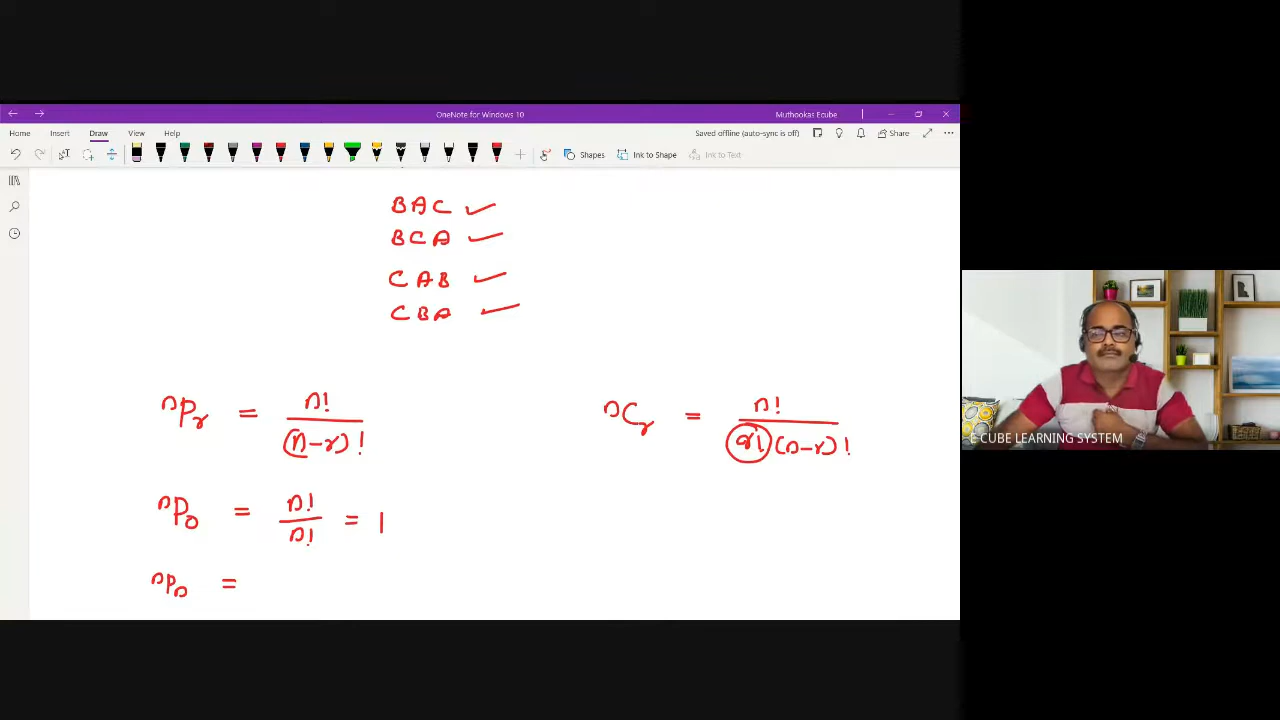 OneNote for Windows 10
Muthookas Ecube
Home Insert Draw View Help
Saved offline (auto-sync is off)
Share
Shapes
Ink to Shape
Ink to Text
BAC ✓
BCA ✓
CAB ✓
CBA ✓
ⁿPᵣ = n! / (n-r)!
ⁿCᵣ = n! / r!(n-r)!
E CUBE LEARNING SYSTEM
ⁿP₀ = n! / n! = 1
ⁿPₙ =